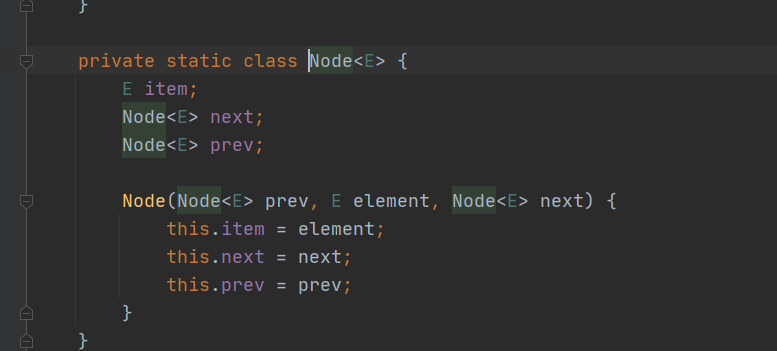 }
private static class Node<E> {
E item;
Node<E> next;
Node<E> prev;
Node(Node<E> prev, E element, Node<E> next) {
this.item = element;
this.next = next;
this.prev = prev;
}
}